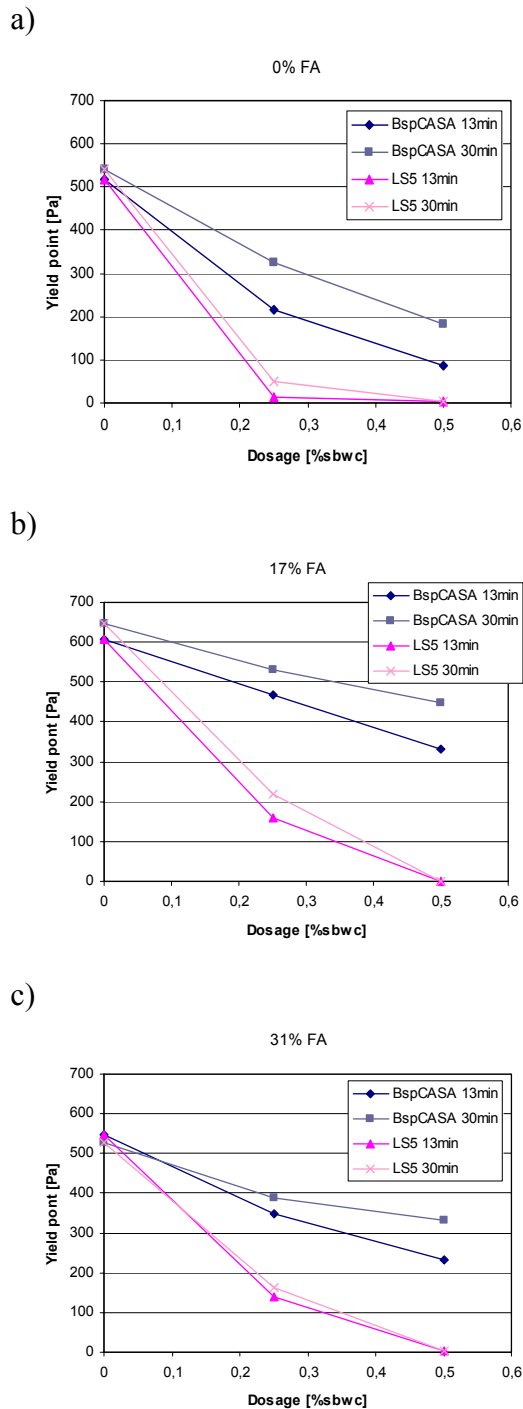 a)
0% FA
700
600
500
400
300
200
100
0
Yield point [Pa]
BspCASA 13min
BspCASA 30min
LS5 13min
LS5 30min
0 0,1 0,2 0,3 0,4 0,5 0,6
Dosage [%sbwc]
b)
17% FA
700
600
500
400
300
200
100
0
Yield pont [Pa]
BspCASA 13min
BspCASA 30min
LS5 13min
LS5 30min
0 0,1 0,2 0,3 0,4 0,5 0,6
Dosage [%sbwc]
c)
31% FA
700
600
500
400
300
200
100
0
Yield pont [Pa]
BspCASA 13min
BspCASA 30min
LS5 13min
LS5 30min
0 0,1 0,2 0,3 0,4 0,5 0,6
Dosage [%sbwc]